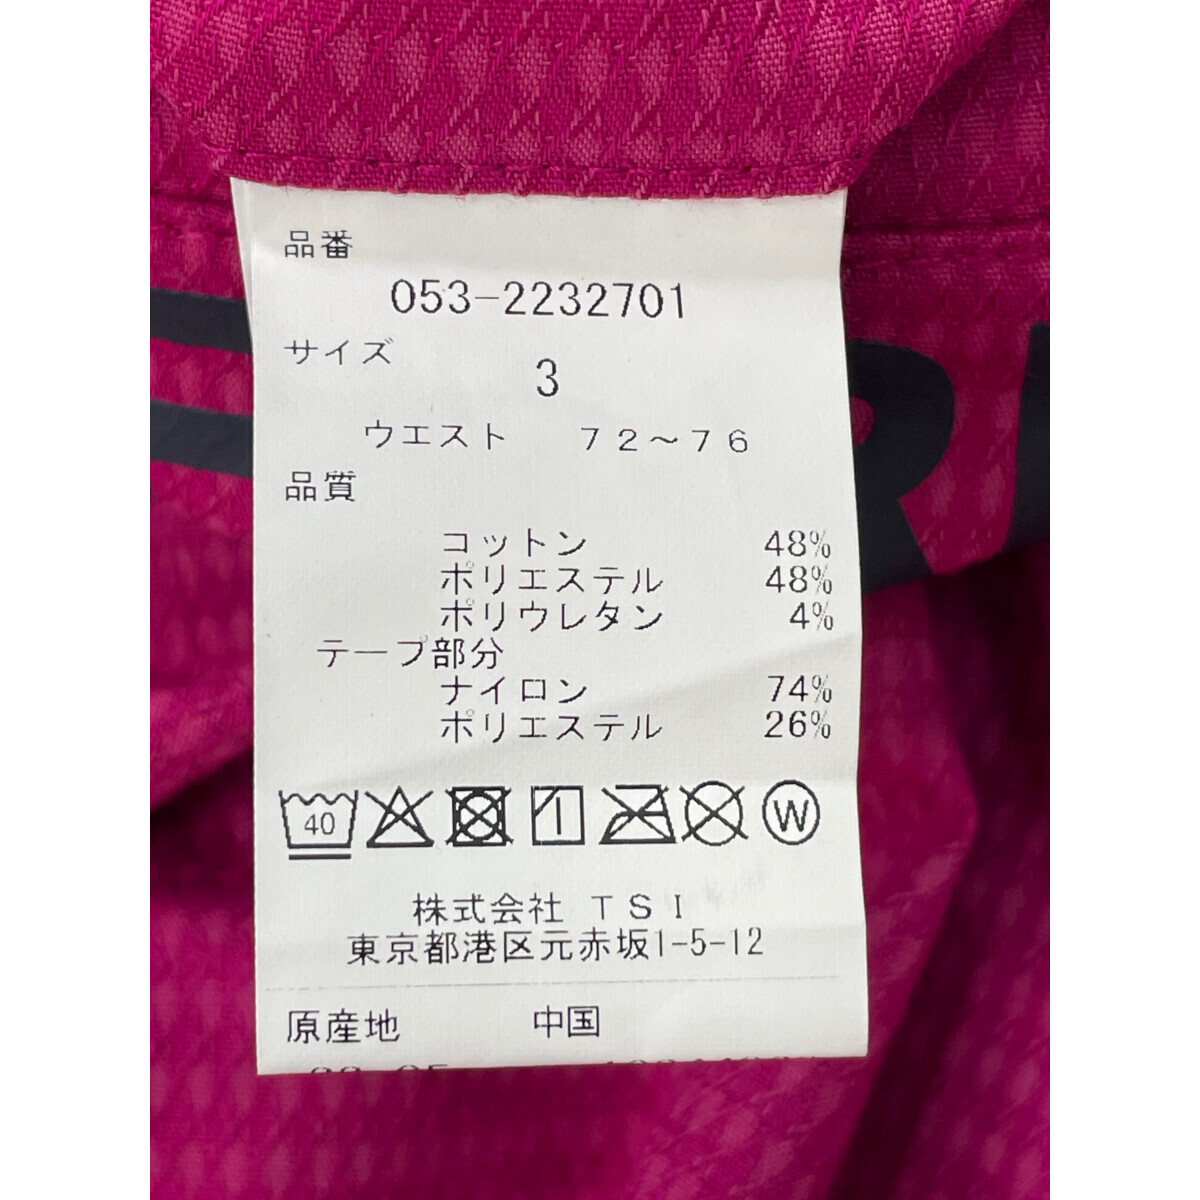 品番
053-2232701
サイズ
3
ウエスト 72~76
品質
コットン 48%
ポリエステル 48%
ポリウレタン 4%
テープ部分
ナイロン 74%
ポリエステル 26%
40
W
株式会社 TSI
東京都港区元赤坂1-5-12
原産地 中国